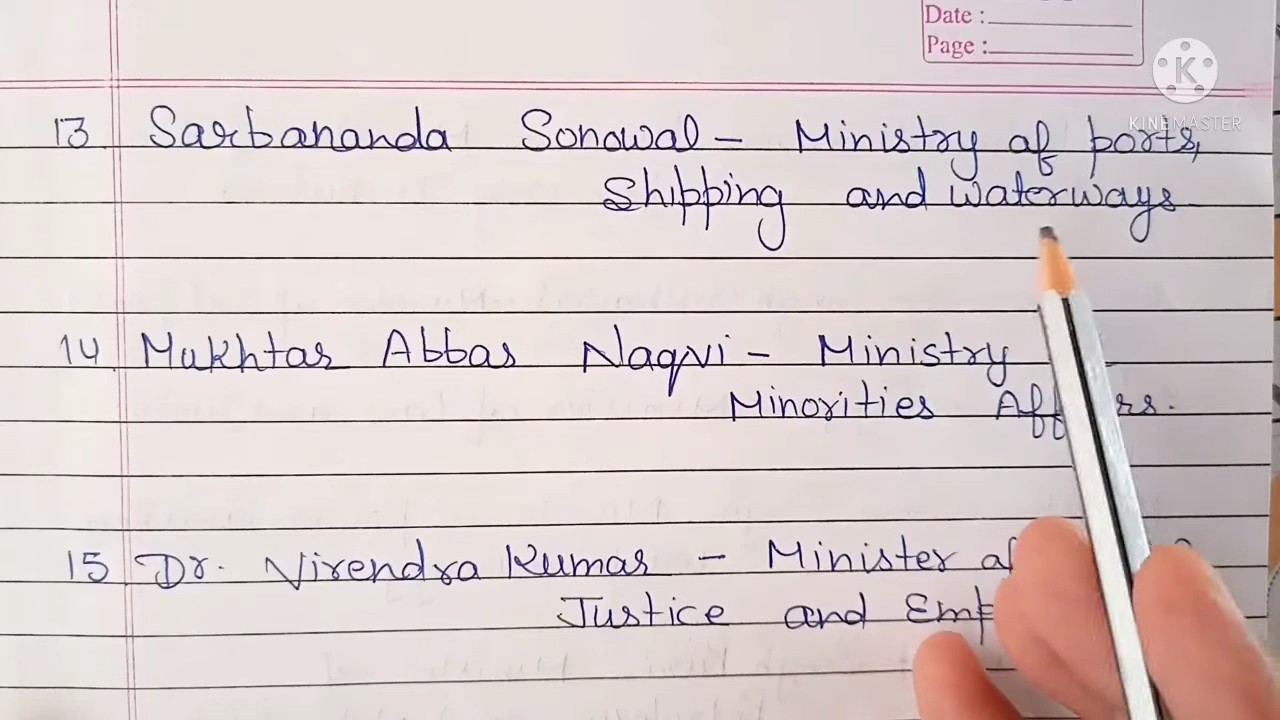 Date :
Page :
KINEMASTER
13 Sarbananda Sonowal - Ministry of ports,
Shipping and waterways
14 Mukhtar Abbas Naqvi - Ministry
Minorities
15 Dr. Virendra Kumar - Minister of
Justice and